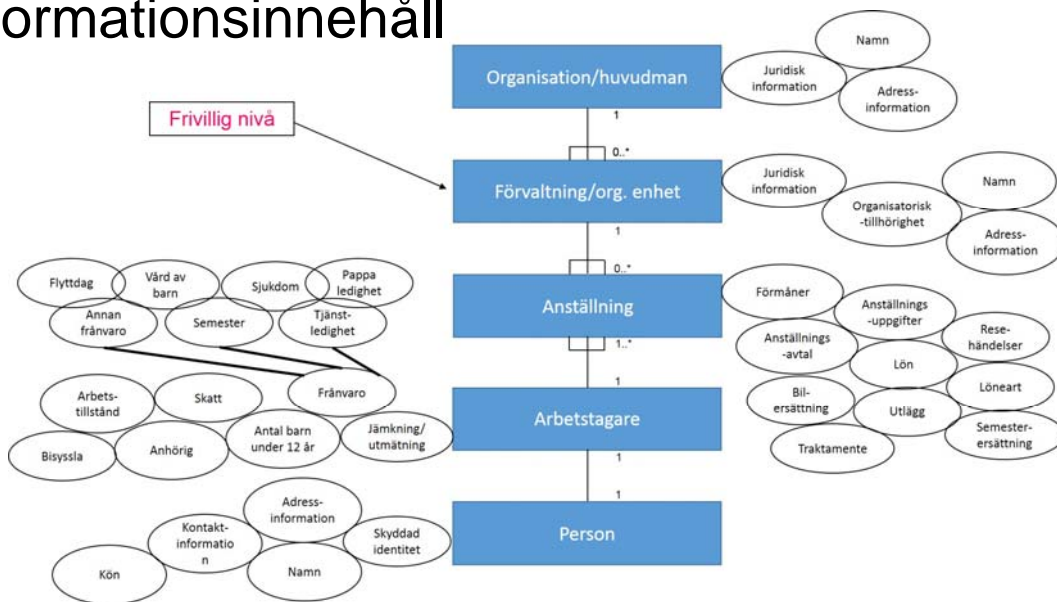 ormationsinnehåll
Organisation/huvudman
Juridisk
information
Namn
Adress-
information
1
Frivillig nivå
0..*
Förvaltning/org. enhet
Juridisk
information
Organisatorisk
-tillhörighet
Namn
Adress-
information
1
0..*
Flyttdag
Vård av
barn
Sjukdom
Pappa
ledighet
Annan
frånvaro
Semester
Tjänst-
ledighet
Anställning
Förmåner
Anställnings
-uppgifter
Rese-
händelser
Anställnings
-avtal
Lön
Löneart
Bil-
ersättning
Utlägg
Semester-
ersättning
Traktamente
1..*
1
Frånvaro
Arbets-
tillstånd
Skatt
Bisyssla
Anhörig
Antal barn
under 12 år
Jämkning/
utmätning
Arbetstagare
1
1
Adress-
information
Kontakt-
informatio
n
Skyddad
identitet
Kön
Namn
Person